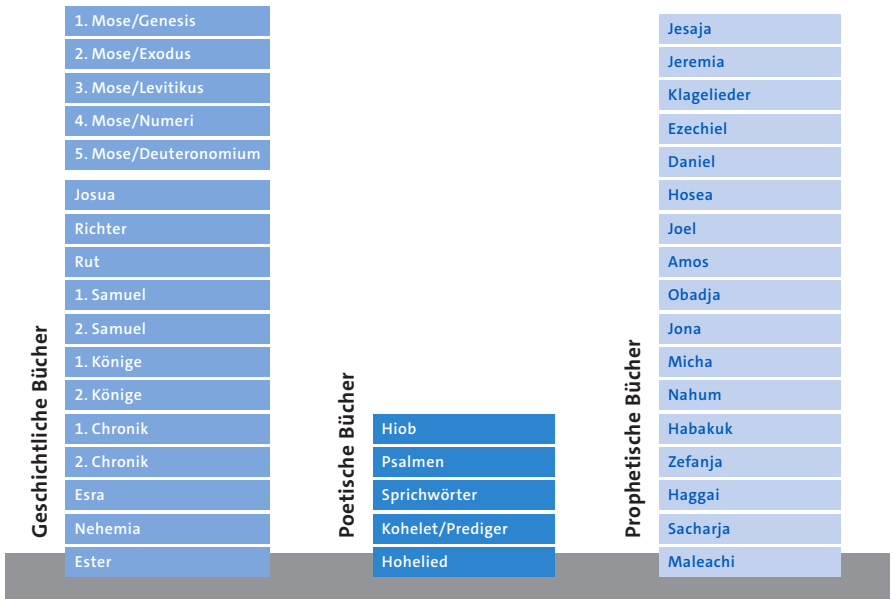 Geschichtliche Bücher
1. Mose/Genesis
2. Mose/Exodus
3. Mose/Levitikus
4. Mose/Numeri
5. Mose/Deuteronomium
Josua
Richter
Rut
1. Samuel
2. Samuel
1. Könige
2. Könige
1. Chronik
2. Chronik
Esra
Nehemia
Ester
Poetische Bücher
Hiob
Psalmen
Sprichwörter
Kohelet/Prediger
Hohelied
Prophetische Bücher
Jesaja
Jeremia
Klagelieder
Ezechiel
Daniel
Hosea
Joel
Amos
Obadja
Jona
Micha
Nahum
Habakuk
Zefanja
Haggai
Sacharja
Maleachi